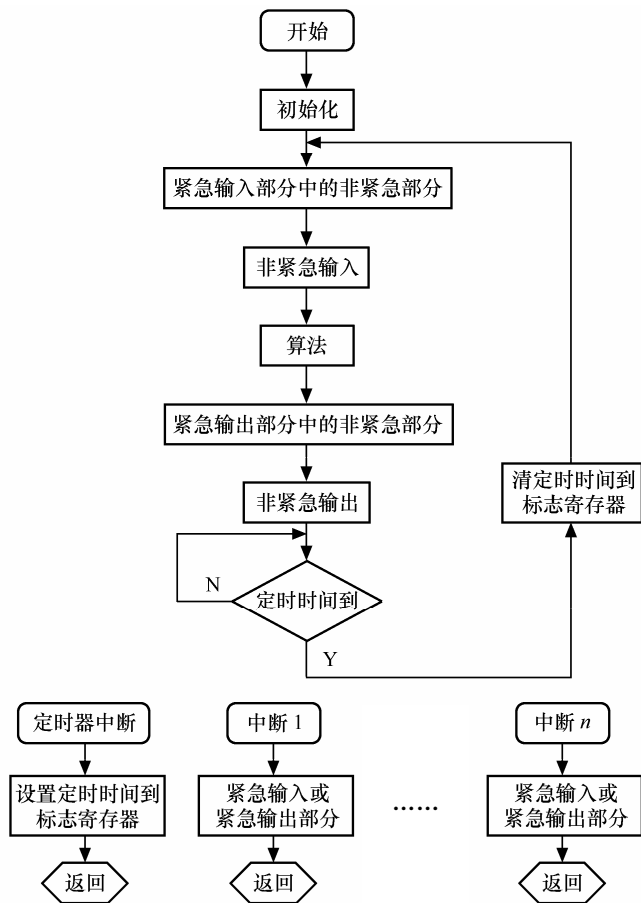 开始
初始化
紧急输入部分中的非紧急部分
非紧急输入
算法
紧急输出部分中的非紧急部分
非紧急输出
清定时时间到
标志寄存器
N
定时时间到
Y
定时器中断
中断 1
中断 n
设置定时时间到
标志寄存器
紧急输入或
紧急输出部分
……
紧急输入或
紧急输出部分
返回
返回
返回